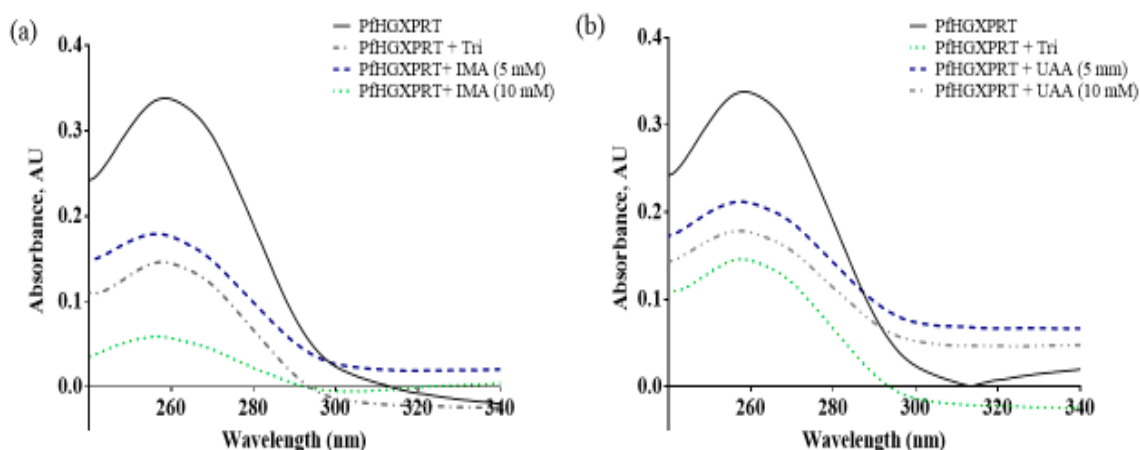 (a)
PfHGXPRT
PfHGXPRT + Tri
PfHGXPRT+ IMA (5 mM)
PfHGXPRT+ IMA (10 mM)
0.4
0.3
0.2
0.1
0.0
Absorbance, AU
260 280 300 320 340
Wavelength (nm)
(b)
PfHGXPRT
PfHGXPRT + Tri
PfHGXPRT + UAA (5 mm)
PfHGXPRT + UAA (10 mM)
0.4
0.3
0.2
0.1
0.0
Absorbance, AU
260 280 300 320 340
Wavelength (nm)